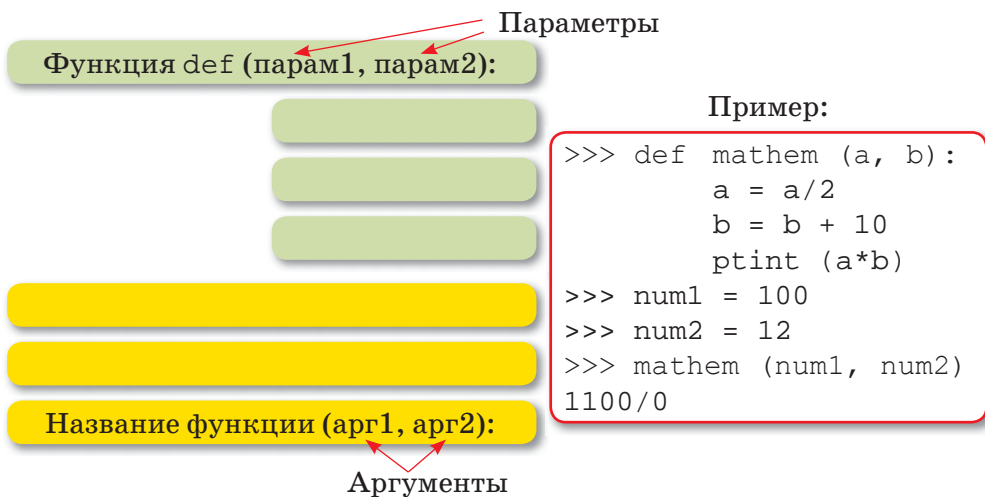 Параметры
Функция def (парам1, парам2):
Пример:
>>> def mathem (a, b):
a = a/2
b = b + 10
ptint (a*b)
>>> num1 = 100
>>> num2 = 12
>>> mathem (num1, num2)
1100/0
Название функции (арг1, арг2):
Аргументы